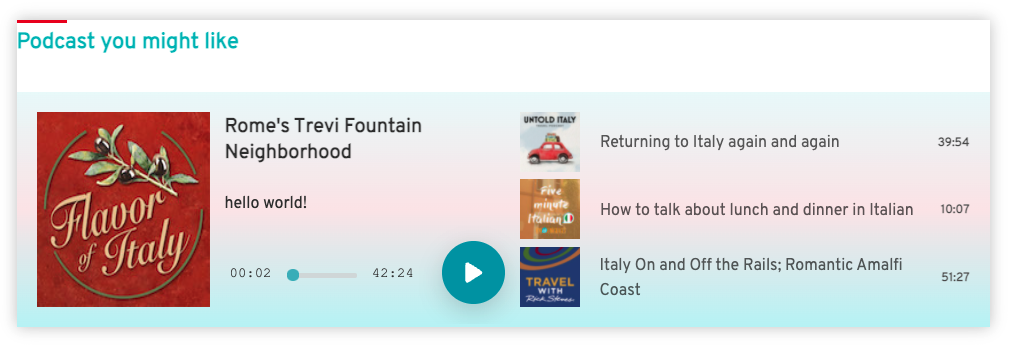 Podcast you might like
Flavor
of Italy
Rome's Trevi Fountain
Neighborhood
hello world!
00:02
42:24
UNTOLD ITALY
Returning to Italy again and again
39:54
Five
minute
Italian
How to talk about lunch and dinner in Italian
10:07
TRAVEL
WITH
Rick Steves
Italy On and Off the Rails; Romantic Amalfi
Coast
51:27